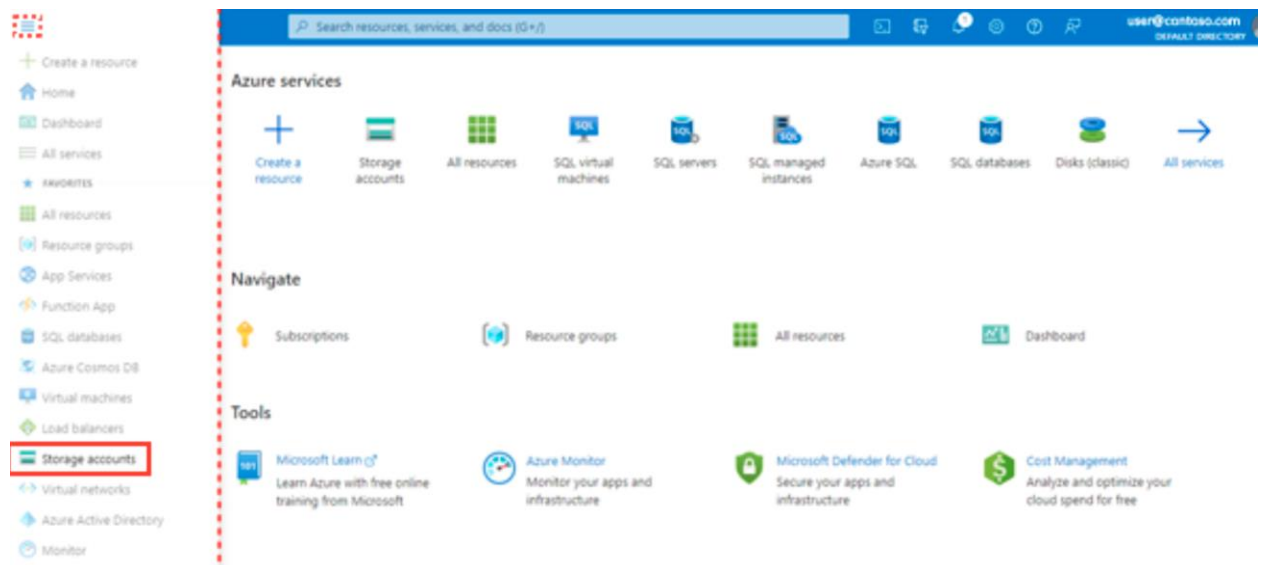 Search resources, services, and docs (G+/)
user@contoso.com
DEFAULT DIRECTORY
Create a resource
Home
Dashboard
All services
FAVORITES
All resources
Resource groups
App Services
Function App
SQL databases
Azure Cosmos DB
Virtual machines
Load balancers
Storage accounts
Virtual networks
Azure Active Directory
Monitor
Azure services
Create a
resource
Storage
accounts
All resources
SQL virtual
machines
SQL servers
SQL managed
instances
Azure SQL
SQL databases
Disks (classic)
All services
Navigate
Subscriptions
Resource groups
All resources
Dashboard
Tools
Microsoft Learn
Learn Azure with free online
training from Microsoft
Azure Monitor
Monitor your apps and
infrastructure
Microsoft Defender for Cloud
Secure your apps and
infrastructure
Cost Management
Analyze and optimize your
cloud spend for free